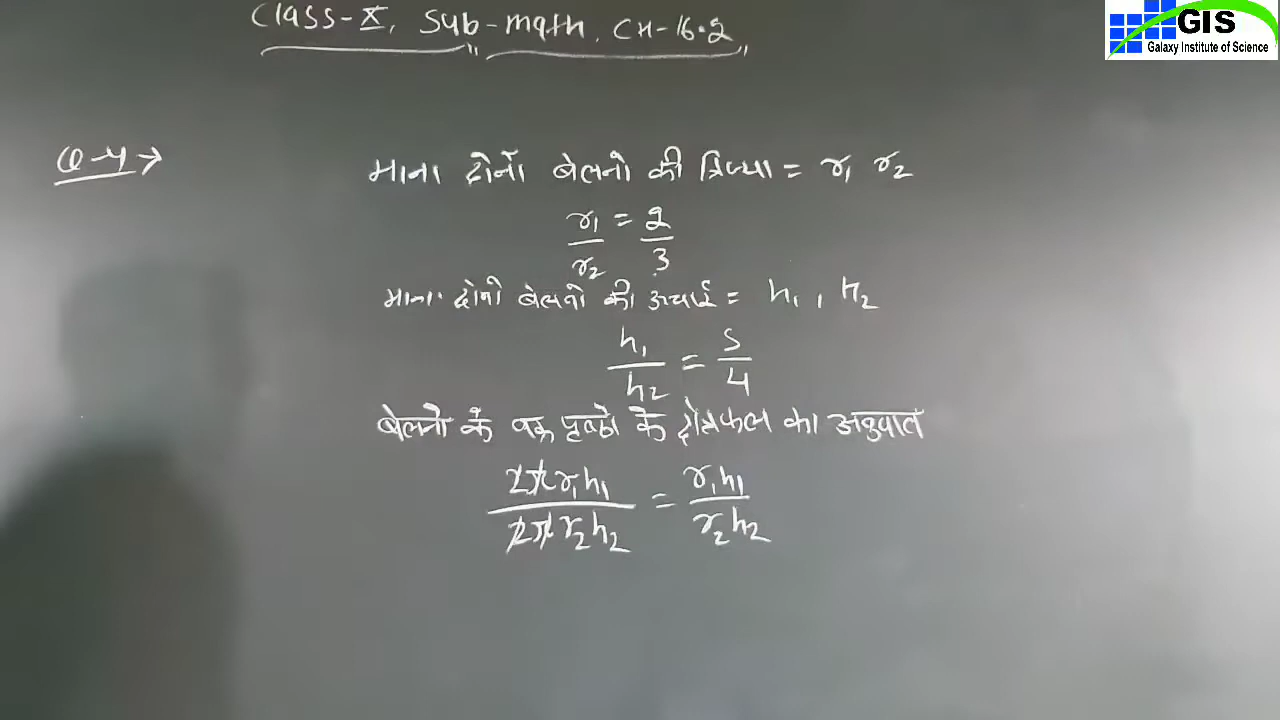 Class-X, Sub-math, CH-16.2
GIS
Galaxy Institute of Science
Q-4→ माना दोनों बेलनो की त्रिज्या = r₁ r₂
r₁/r₂ = 2/3
माना दोनो बेलनो की ऊचाई = h₁, h₂
h₁/h₂ = 5/4
बेलनो के वक्र पृष्ठो के क्षेत्रफल का अनुपात
2πr₁h₁/2πr₂h₂ = r₁h₁/r₂h₂